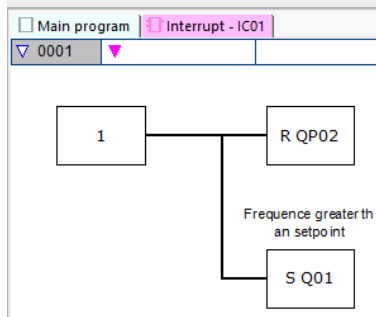 Main program Interrupt - IC01
0001
1 R QP02
Frequence greater th
an setpoint
S Q01